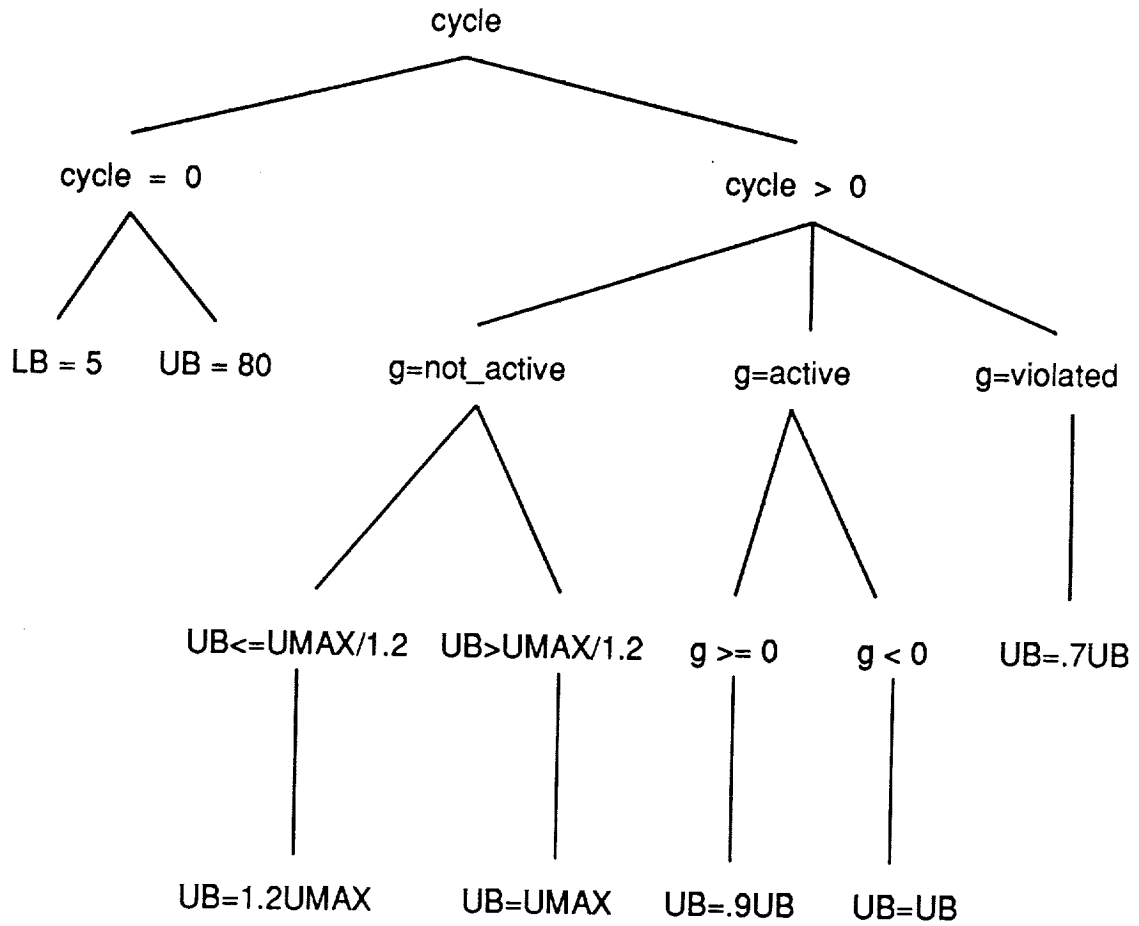 cycle
cycle = 0
cycle > 0
LB = 5
UB = 80
g=not_active
g=active
g=violated
UB<=UMAX/1.2
UB>UMAX/1.2
g >= 0
g < 0
UB=.7UB
UB=1.2UMAX
UB=UMAX
UB=.9UB
UB=UB